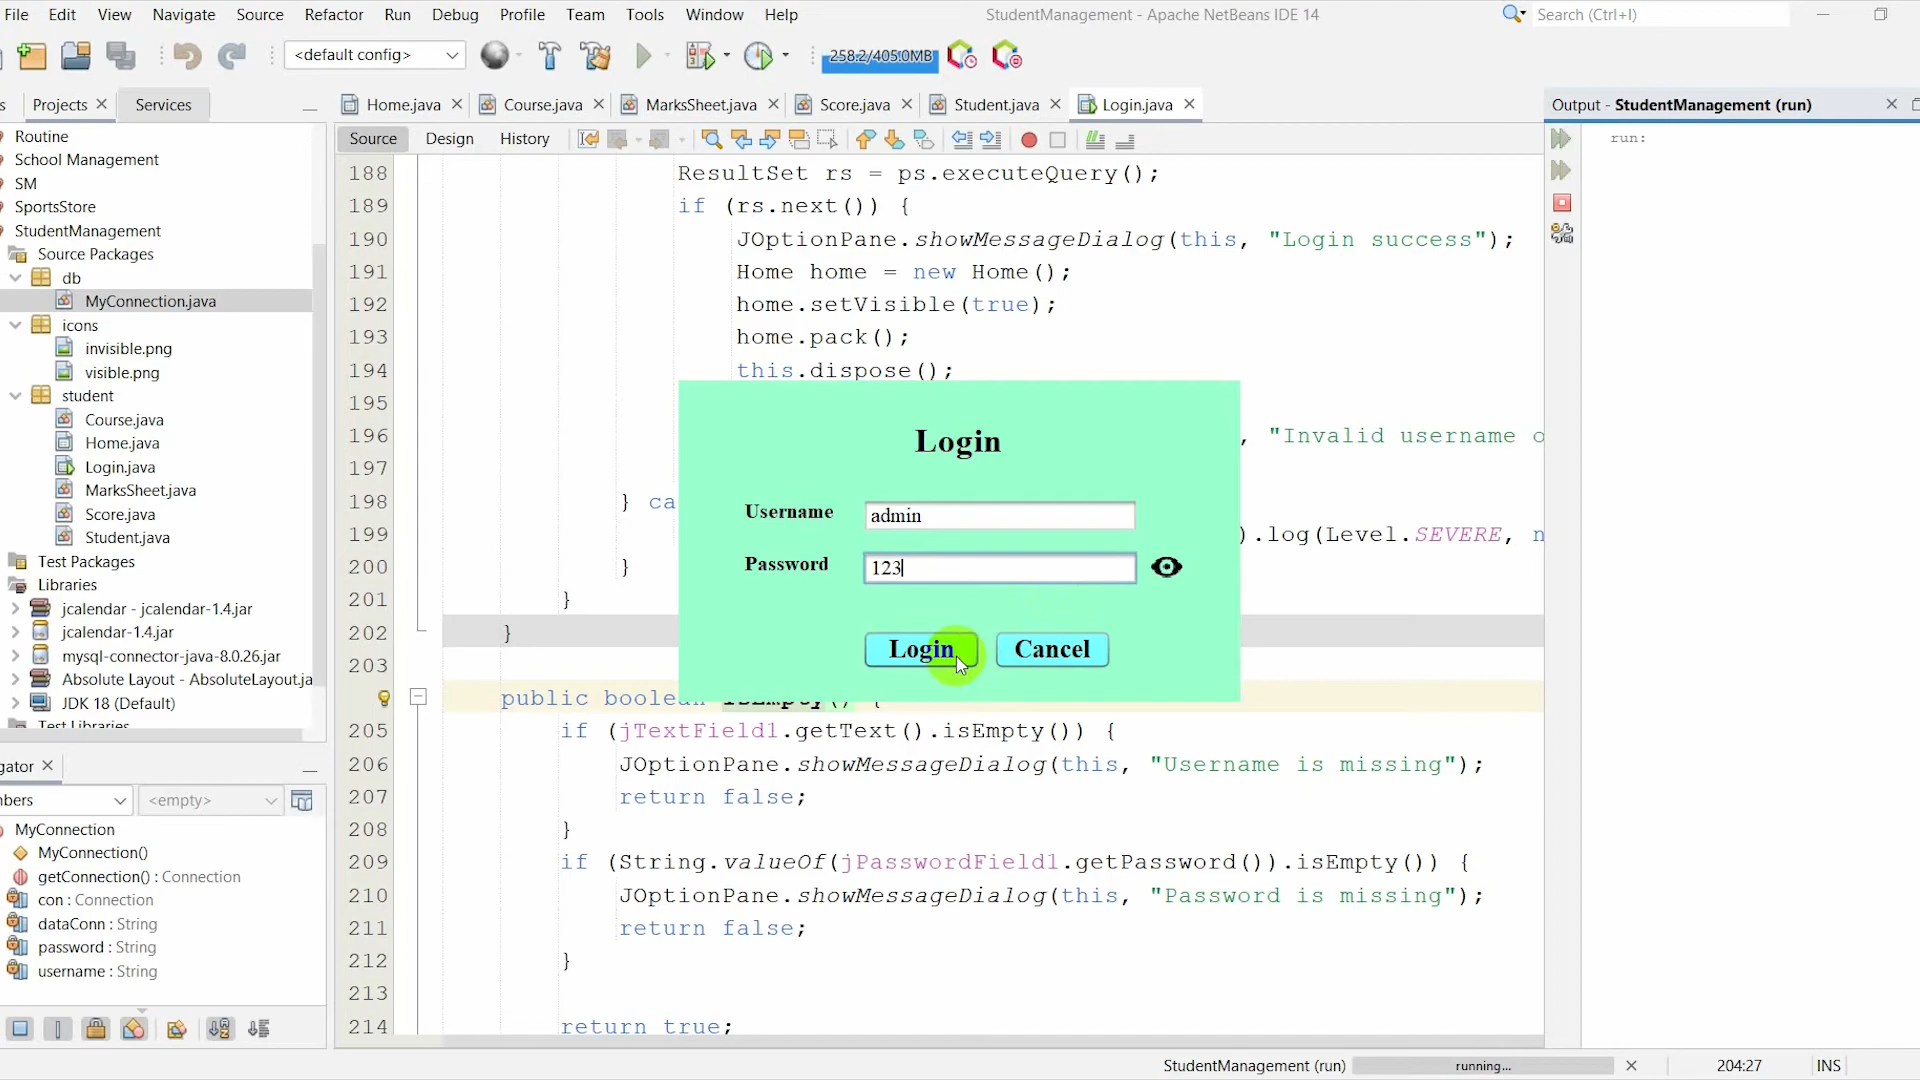 File Edit View Navigate Source Refactor Run Debug Profile Team Tools Window Help StudentManagement - Apache NetBeans IDE 14 Search (Ctrl+I)
<default config> 258.2/405.0MB
s Projects Services
Home.java Course.java MarksSheet.java Score.java Student.java Login.java
Output - StudentManagement (run)
Source Design History
run:
Routine
School Management
SM
SportsStore
StudentManagement
Source Packages
db
MyConnection.java
icons
invisible.png
visible.png
student
Course.java
Home.java
Login.java
MarksSheet.java
Score.java
Student.java
Test Packages
Libraries
jcalendar - jcalendar-1.4.jar
jcalendar-1.4.jar
mysql-connector-java-8.0.26.jar
Absolute Layout - AbsoluteLayout.ja
JDK 18 (Default)
Test Libraries
gator
nbers <empty>
MyConnection
MyConnection()
getConnection() : Connection
con : Connection
dataConn : String
password : String
username : String
188 ResultSet rs = ps.executeQuery();
189 if (rs.next()) {
190 JOptionPane.showMessageDialog(this, "Login success");
191 Home home = new Home();
192 home.setVisible(true);
193 home.pack();
194 this.dispose();
195
196 , "Invalid username o
197
198 } ca
199 ).log(Level.SEVERE, n
200 }
201 }
202 }
203
public boolean isEmpty() {
205 if (jTextField1.getText().isEmpty()) {
206 JOptionPane.showMessageDialog(this, "Username is missing");
207 return false;
208 }
209 if (String.valueOf(jPasswordField1.getPassword()).isEmpty()) {
210 JOptionPane.showMessageDialog(this, "Password is missing");
211 return false;
212 }
213
214 return true;
Login
Username admin
Password 123
Login Cancel
StudentManagement (run) running... 204:27 INS